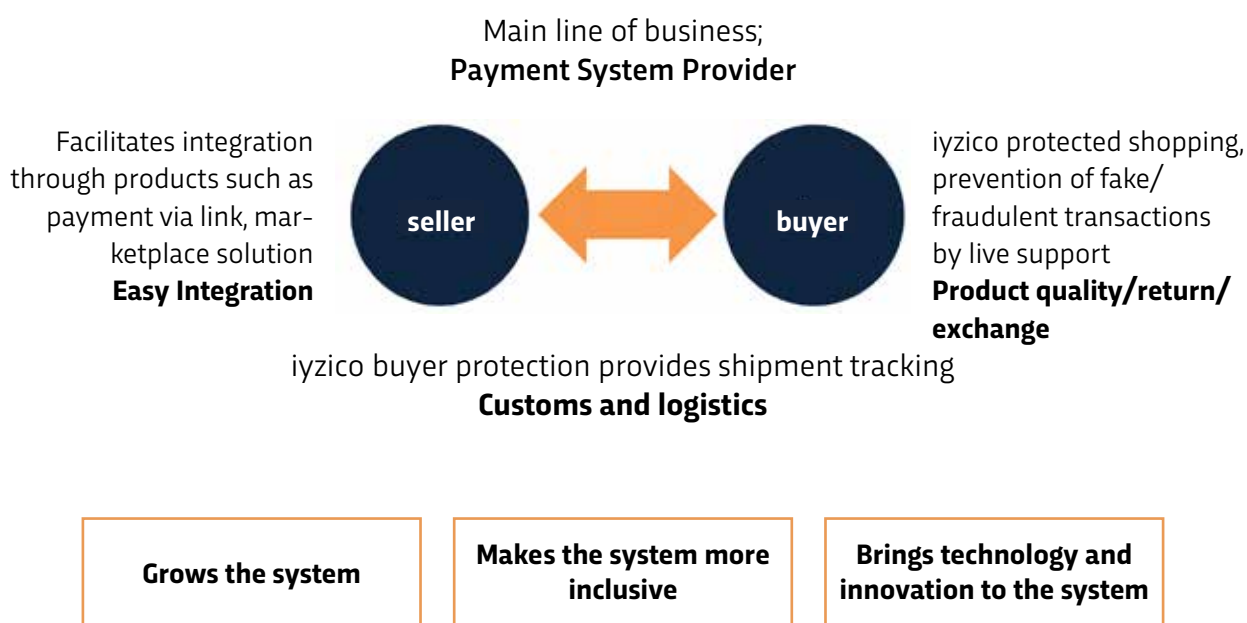 Main line of business;
Payment System Provider
Facilitates integration
through products such as
payment via link, mar-
ketplace solution
Easy Integration
seller
buyer
iyzico protected shopping,
prevention of fake/
fraudulent transactions
by live support
Product quality/return/
exchange
iyzico buyer protection provides shipment tracking
Customs and logistics
Grows the system
Makes the system more
inclusive
Brings technology and
innovation to the system